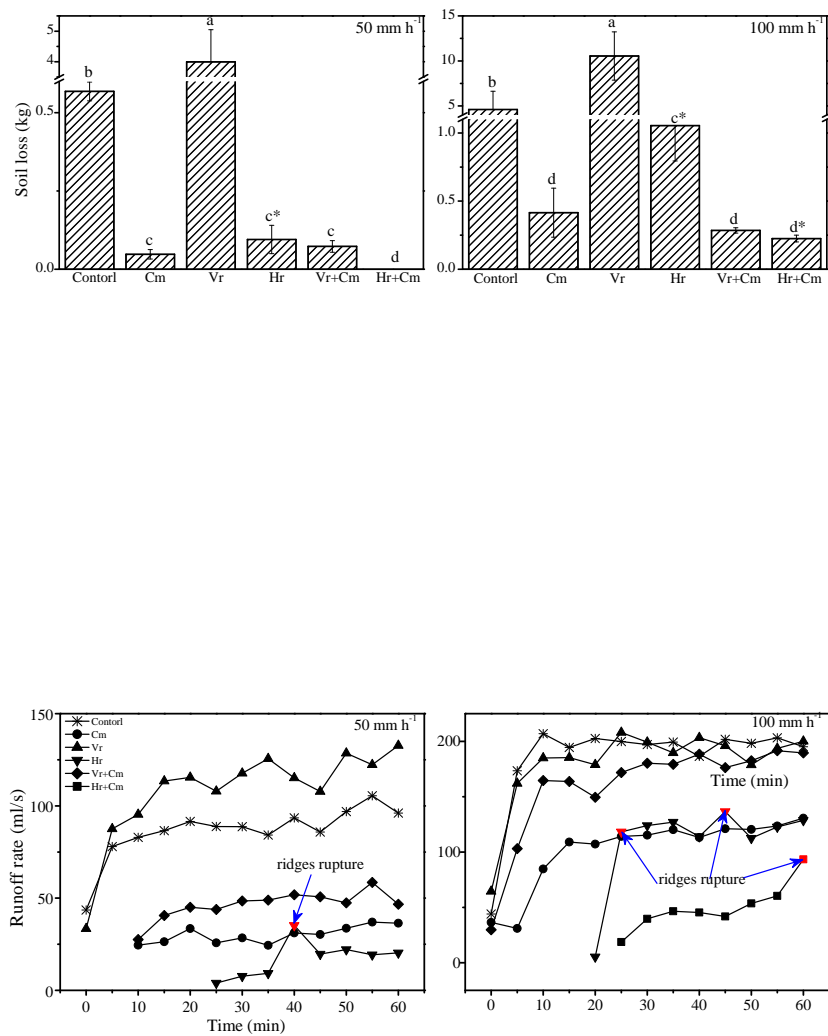 50 mm h-1
a
b
c
c*
c
d
Soil loss (kg)
5
4
0.5
0.0
Contorl Cm Vr Hr Vr+Cm Hr+Cm
100 mm h-1
a
b
c*
d
d
d*
15
10
5
1.0
0.5
0.0
Contorl Cm Vr Hr Vr+Cm Hr+Cm
50 mm h-1
Contorl
Cm
Vr
Hr
Vr+Cm
Hr+Cm
ridges rupture
Runoff rate (ml/s)
150
100
50
0
0 10 20 30 40 50 60
Time (min)
100 mm h-1
Time (min)
ridges rupture
200
100
0
0 10 20 30 40 50 60